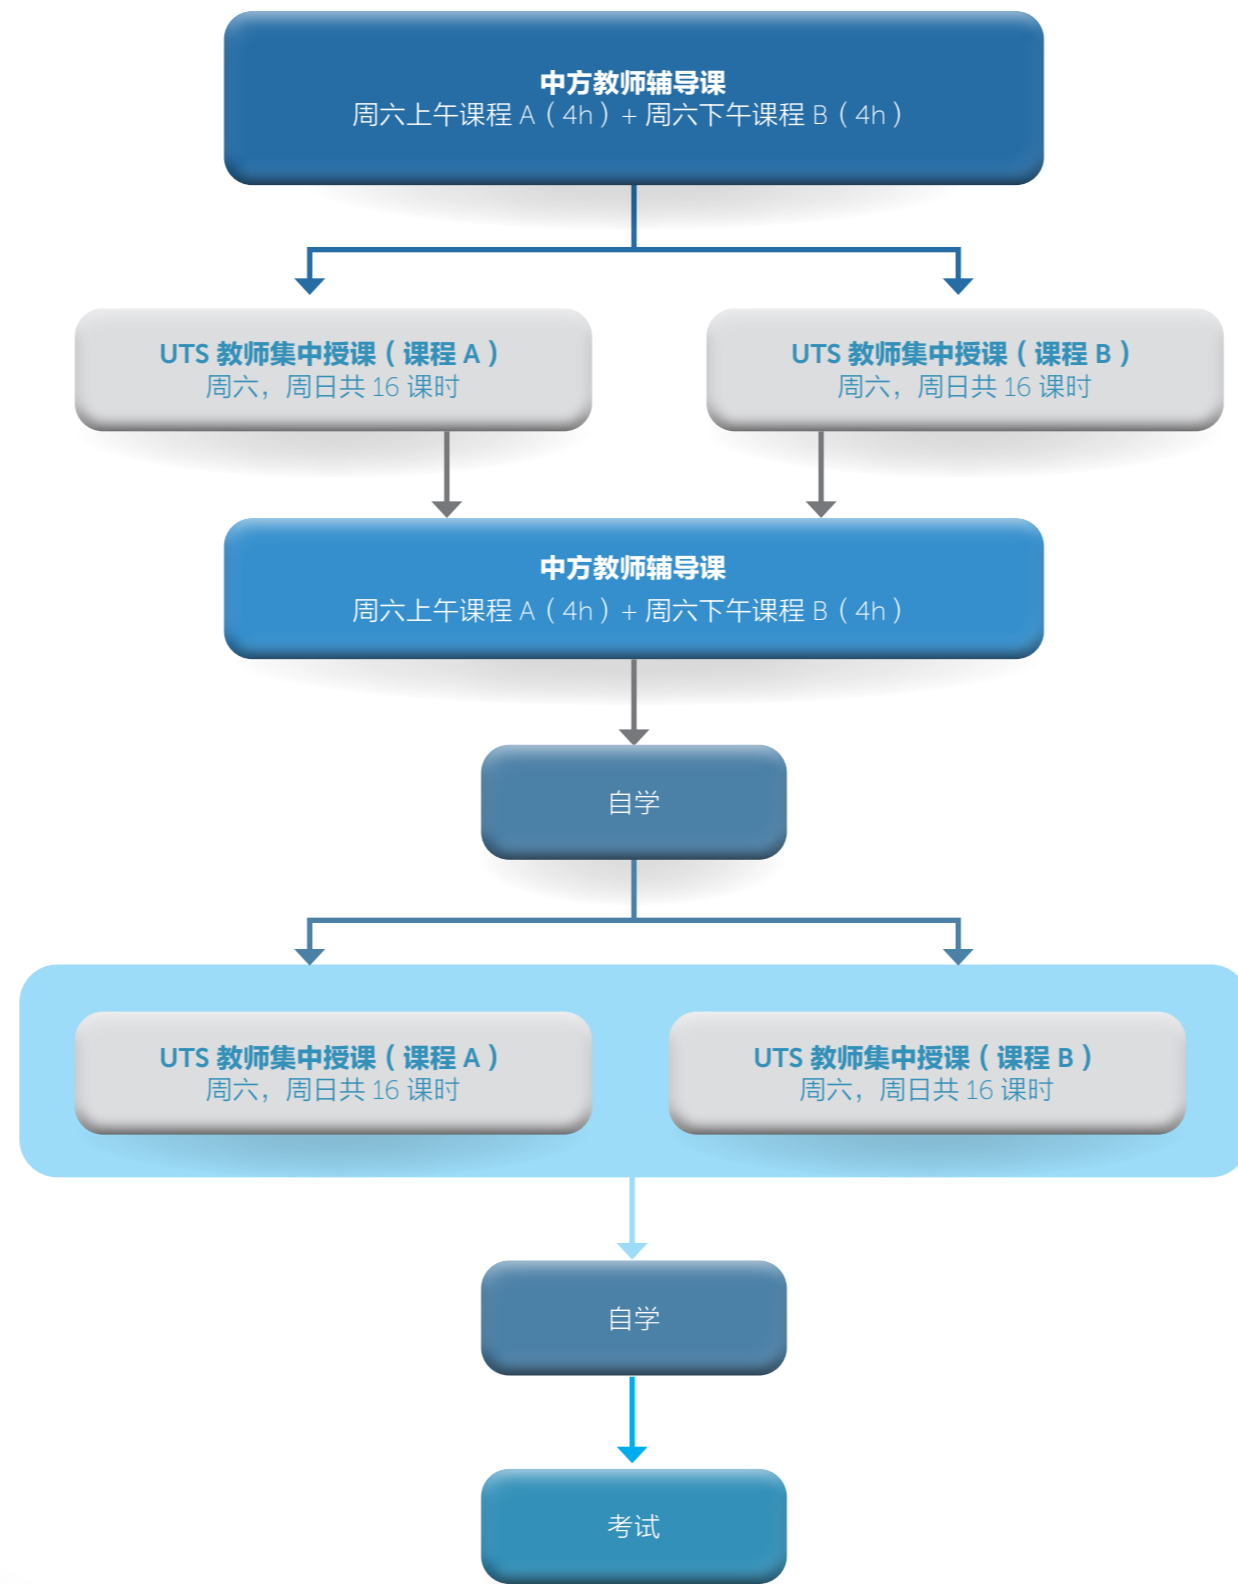 中方教师辅导课
周六上午课程 A（4h）+ 周六下午课程 B（4h）
UTS 教师集中授课（课程 A）
周六，周日共 16 课时
UTS 教师集中授课（课程 B）
周六，周日共 16 课时
中方教师辅导课
周六上午课程 A（4h）+ 周六下午课程 B（4h）
自学
UTS 教师集中授课（课程 A）
周六，周日共 16 课时
UTS 教师集中授课（课程 B）
周六，周日共 16 课时
自学
考试